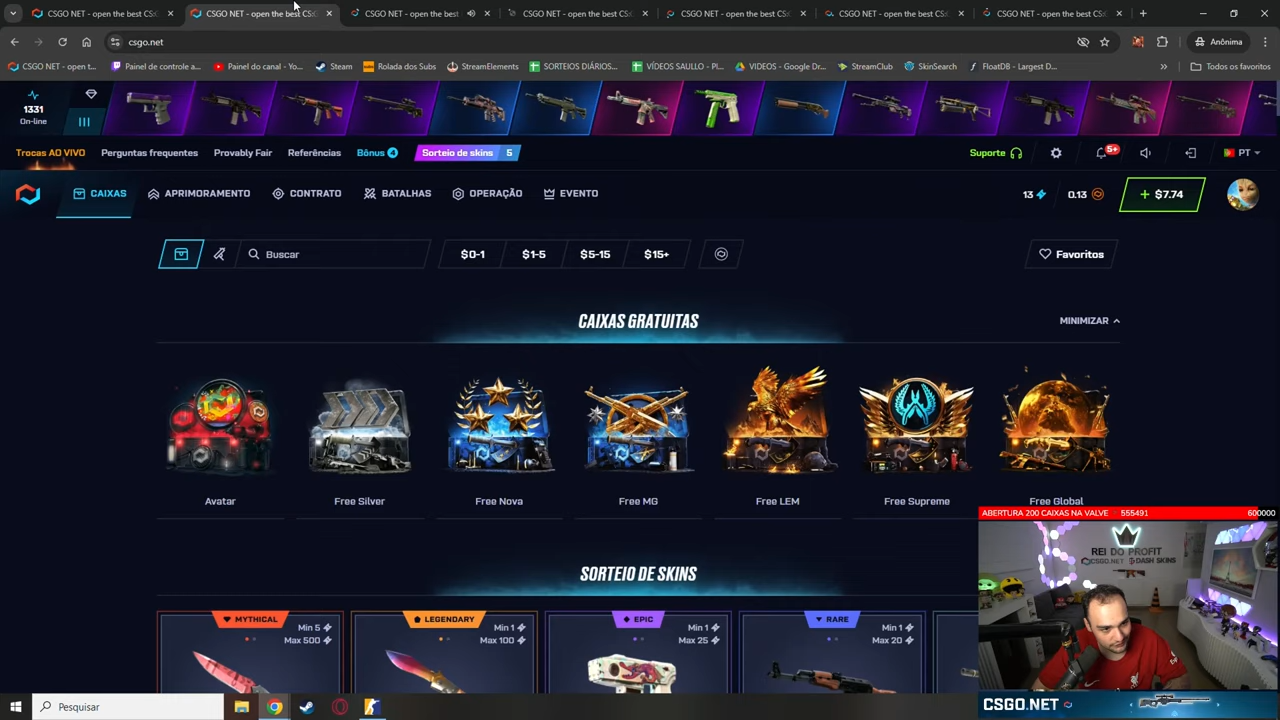 CSGO NET - open the best CS
CSGO NET - open the best CS
CSGO NET - open the best
CSGO NET - open the best CS
CSGO NET - open the best CS
CSGO NET - open the best CS
CSGO NET - open the best CS
csgo.net
Anônima
CSGO NET - open t...
Painel de controle a...
Painel do canal - Yo...
Steam
Rolada dos Subs
StreamElements
SORTEIOS DIÁRIOS...
VÍDEOS SAULLO - Pl...
VIDEOS - Google Dr...
StreamClub
SkinSearch
FloatDB - Largest D...
Todos os favoritos
1331
On-line
Trocas AO VIVO
Perguntas frequentes
Provably Fair
Referências
Bônus 4
Sorteio de skins 5
Suporte
5+
PT
CAIXAS
APRIMORAMENTO
CONTRATO
BATALHAS
OPERAÇÃO
EVENTO
13
0.13
+ $7.74
Buscar
$0-1
$1-5
$5-15
$15+
Favoritos
CAIXAS GRATUITAS
MINIMIZAR
Avatar
Free Silver
Free Nova
Free MG
Free LEM
Free Supreme
Free Global
ABERTURA 200 CAIXAS NA VALVE 555491 600000
REI DO PROFIT
CSGO.NET DASH SKINS
SORTEIO DE SKINS
MYTHICAL
Min 5
Max 500
LEGENDARY
Min 1
Max 100
EPIC
Min 1
Max 25
RARE
Min 1
Max 20
Pesquisar
CSGO.NET